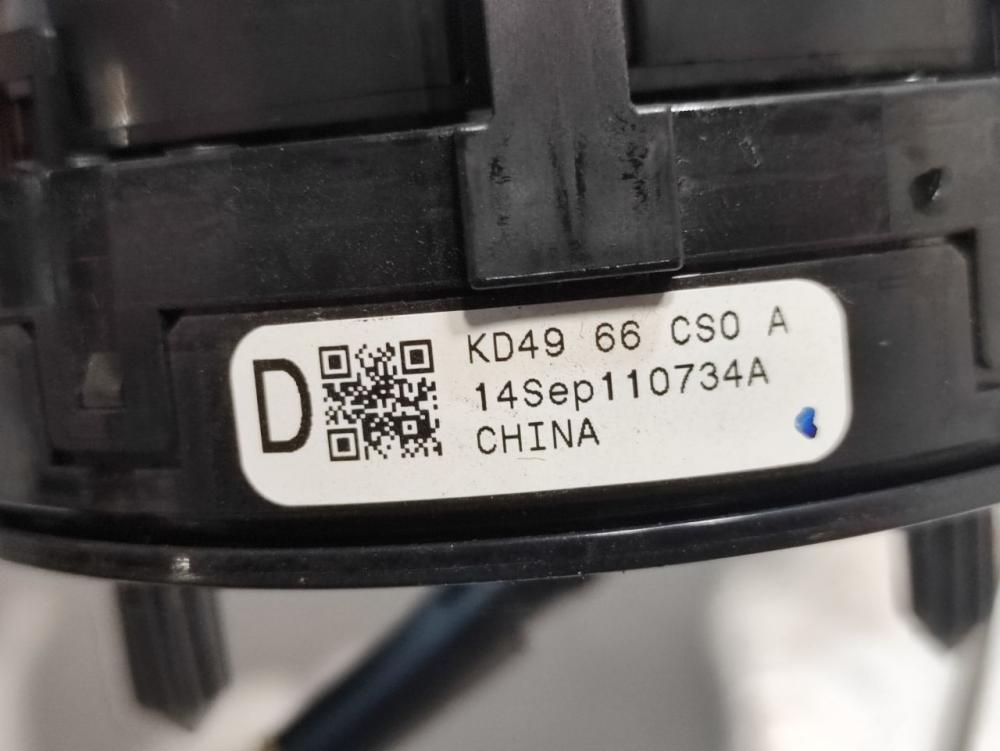 D
KD49 66 CS0 A
14Sep110734A
CHINA